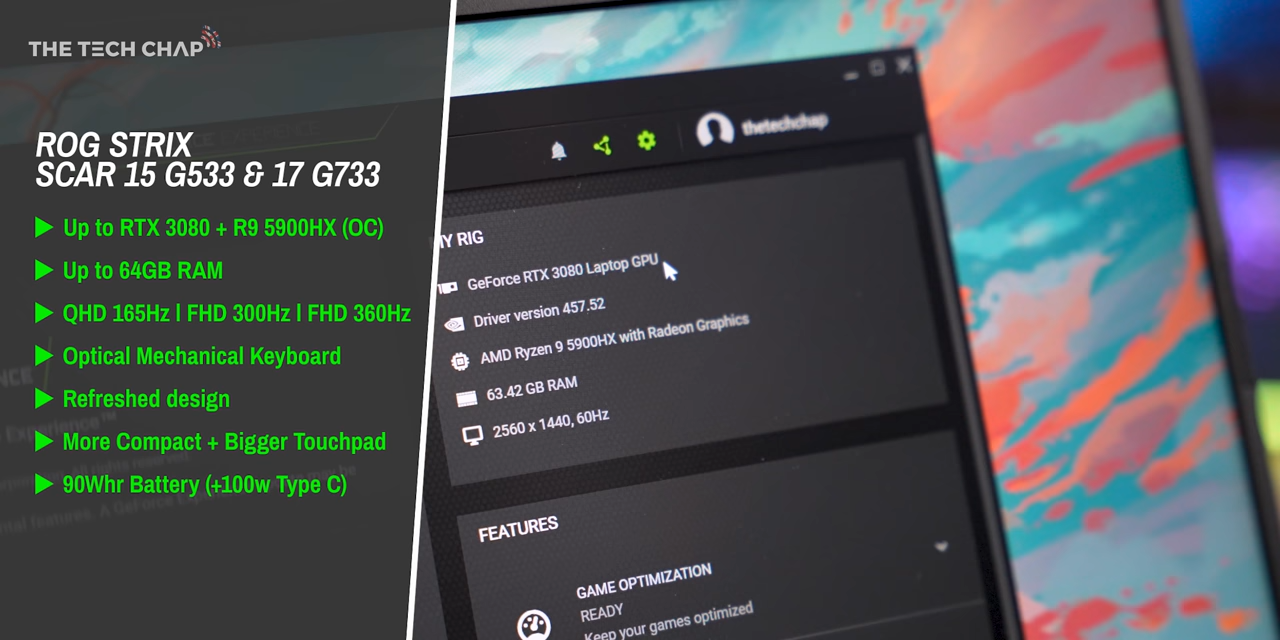 THE TECH CHAP
ROG STRIX
SCAR 15 G533 & 17 G733
Up to RTX 3080 + R9 5900HX (OC)
Up to 64GB RAM
QHD 165Hz l FHD 300Hz l FHD 360Hz
Optical Mechanical Keyboard
Refreshed design
More Compact + Bigger Touchpad
90Whr Battery (+100w Type C)
thetechchap
MY RIG
GeForce RTX 3080 Laptop GPU
Driver version 457.52
AMD Ryzen 9 5900HX with Radeon Graphics
63.42 GB RAM
2560 x 1440, 60Hz
FEATURES
GAME OPTIMIZATION
READY
Keep your games optimized